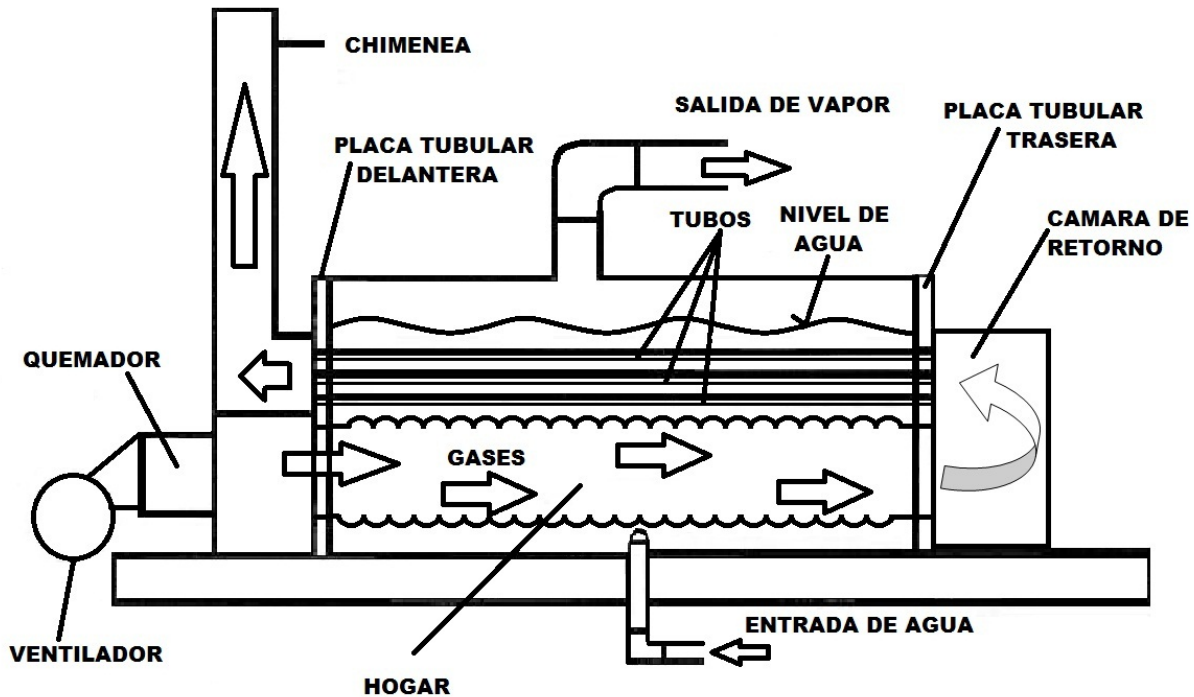 CHIMENEA
SALIDA DE VAPOR
PLACA TUBULAR
TRASERA
PLACA TUBULAR
DELANTERA
TUBOS
NIVEL DE
AGUA
CAMARA DE
RETORNO
QUEMADOR
GASES
ENTRADA DE AGUA
VENTILADOR
HOGAR